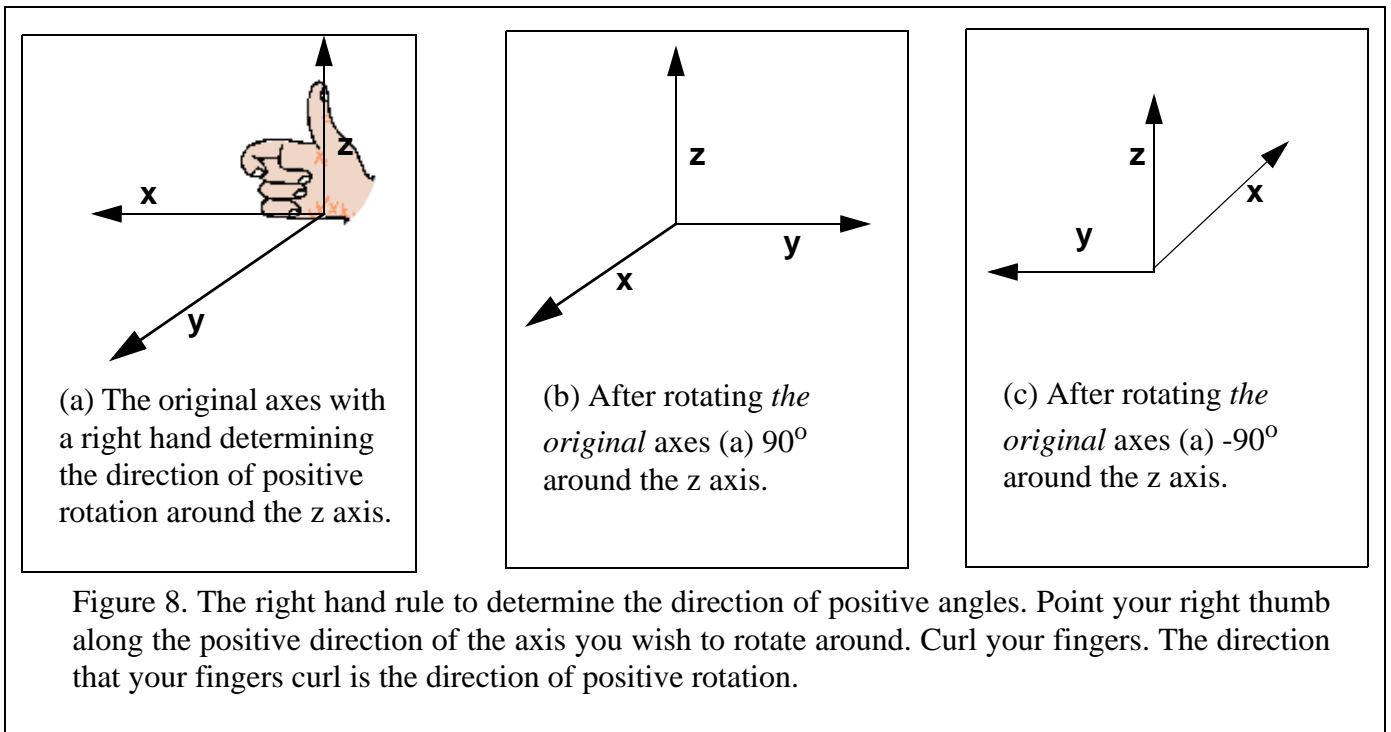 z
x
y
(a) The original axes with
a right hand determining
the direction of positive
rotation around the z axis.
z
y
x
(b) After rotating the
original axes (a) 90o
around the z axis.
z
x
y
(c) After rotating the
original axes (a) -90o
around the z axis.
Figure 8. The right hand rule to determine the direction of positive angles. Point your right thumb
along the positive direction of the axis you wish to rotate around. Curl your fingers. The direction
that your fingers curl is the direction of positive rotation.